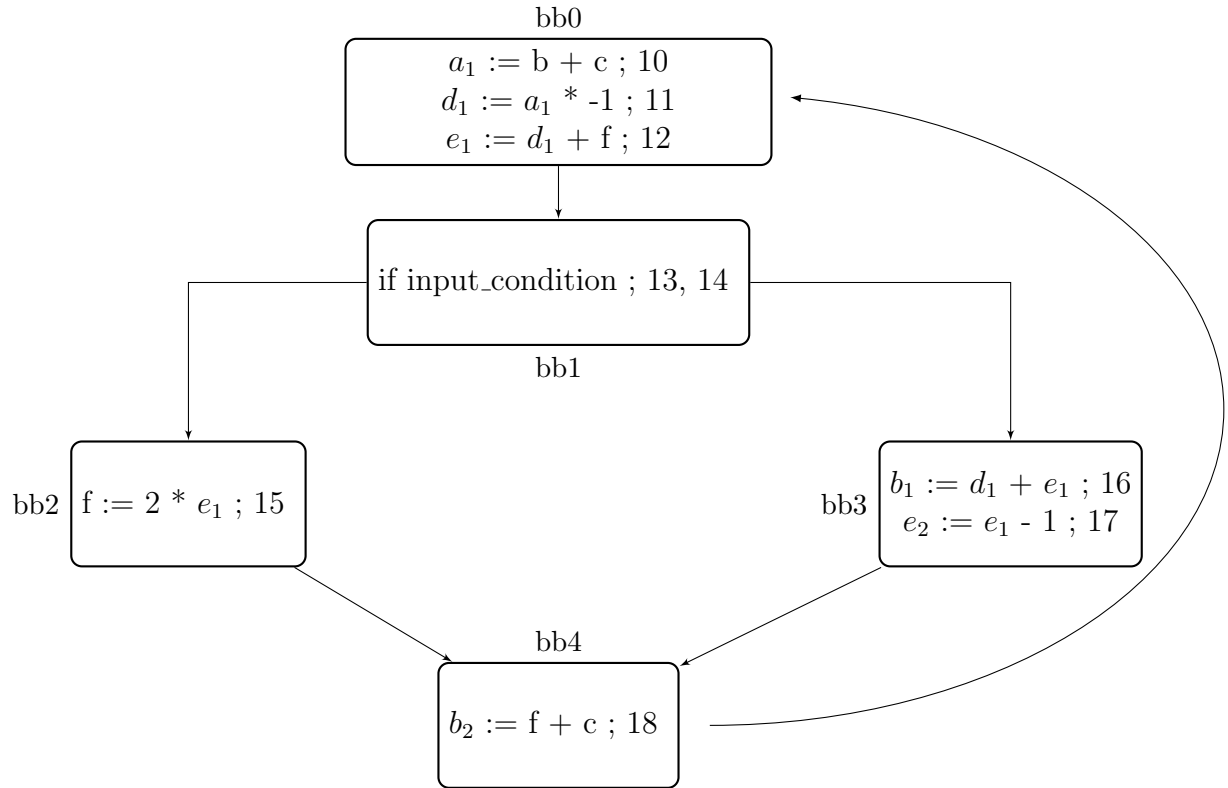 bb0
a₁ := b + c ; 10
d₁ := a₁ * -1 ; 11
e₁ := d₁ + f ; 12
if input_condition ; 13, 14
bb1
bb2
f := 2 * e₁ ; 15
bb3
b₁ := d₁ + e₁ ; 16
e₂ := e₁ - 1 ; 17
bb4
b₂ := f + c ; 18